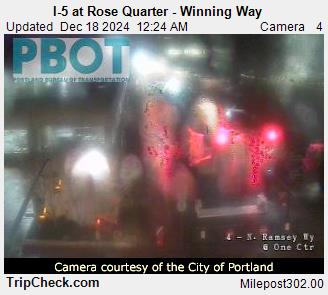 I-5 at Rose Quarter - Winning Way
Updated Dec 18 2024 12:24 AM Camera 4
PBOT
PORTLAND BUREAU OF TRANSPORTATION
4 - N. Ramsey Wy
@ One Ctr
Camera courtesy of the City of Portland
TripCheck.com Milepost302.00